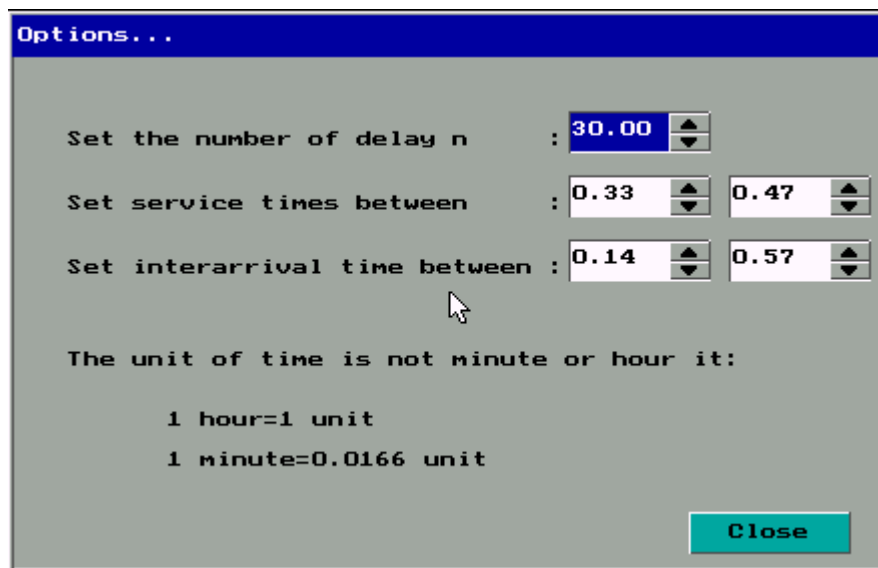 Options...
Set the number of delay n : 30.00
Set service times between : 0.33 0.47
Set interarrival time between : 0.14 0.57
The unit of time is not minute or hour it:
1 hour=1 unit
1 minute=0.0166 unit
Close